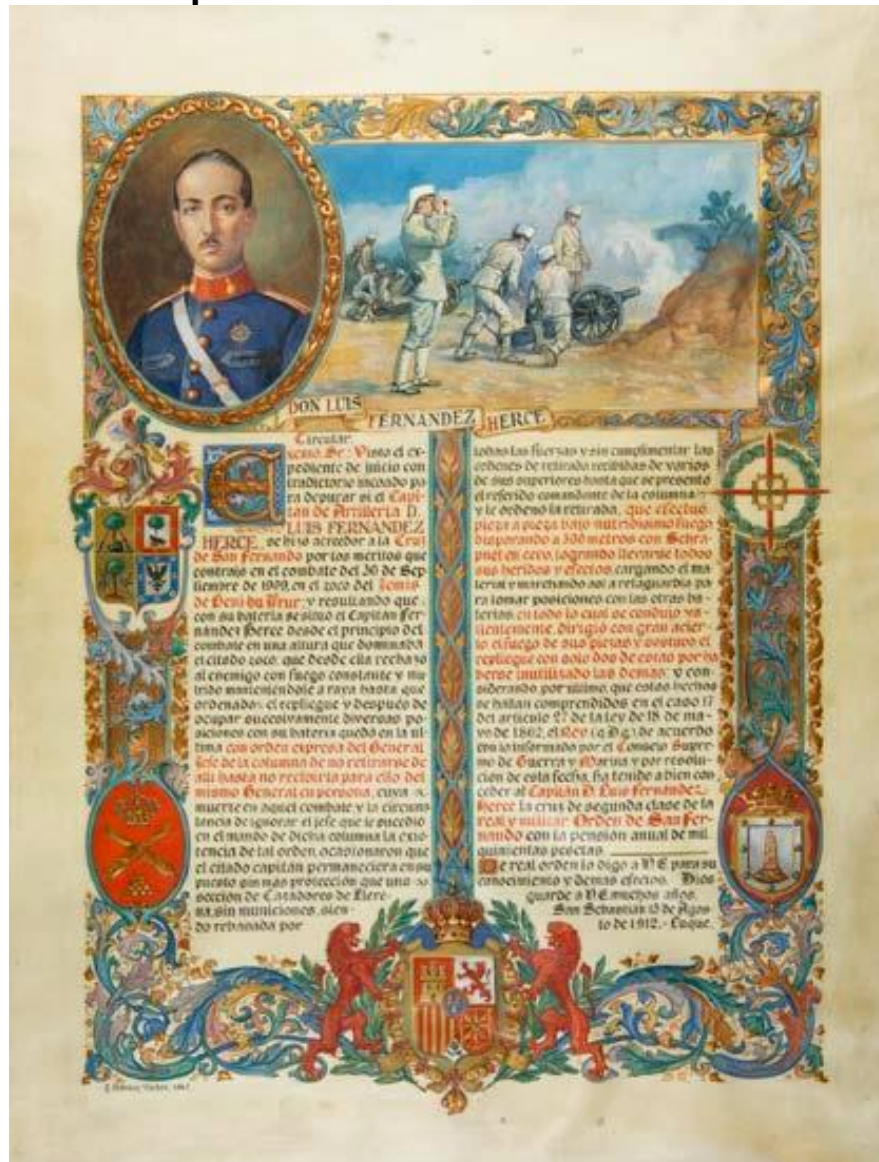 DON LUIS
FERNANDEZ HERCE
Circular.
Excmo. Sr.: Visto el ex-
pediente de juicio con
tradictorio incoado pa
ra depurar si el Capi
tán de Artillería D.
LUIS FERNANDEZ
HERCE, se hizo acreedor a la Cruz
de San Fernando por los méritos que
contrajo en el combate del 30 de Sep
tiembre de 1909, en el zoco del Jemis
de Beni bu Ifrur; y resultando que
con su batería se situó el Capitán Fer-
nández Herce desde el principio del
combate en una altura que dominaba
el citado zoco, que desde ella rechazó
al enemigo con fuego constante y nu
trido manteniéndole a raya hasta que
ordenado el repliegue y después de
ocupar sucesivamente diversas po-
siciones con su batería quedó en la úl
tima con orden expresa del General
Jefe de la columna de no retirarse de
allí hasta no recibirla para ello del
mismo General en persona, cuya
muerte en aquel combate, y la circuns
tancia de ignorar el jefe que le sucedió
en el mando de dicha columna la exis
tencia de tal orden, ocasionaron que
el citado capitán permaneciera en su
puesto sin más protección que una
sección de Cazadores de Llere-
na, sin municiones, sien-
do rebasada por
todas las fuerzas y sin cumplimentar las
órdenes de retirada recibidas de varios
de sus superiores hasta que se presentó
el referido comandante de la columna
y le ordenó la retirada, que efectuó
pieza a pieza bajo nutridísimo fuego
disparando a 300 metros con Schra
pnel en cero, logrando llevarse todos
sus heridos y efectos, cargando el ma
terial y marchando así a retaguardia pa
ra tomar posiciones con las otras ba
terías, en todo lo cual se condujo va-
lientemente, dirigió con gran acier-
to el fuego de sus piezas y sostuvo el
repliegue con solo dos de estas por ha
berse inutilizado las demás; y con
siderando, por último, que estos hechos
se hallan comprendidos en el caso 17
del artículo 27 de la ley de 18 de ma-
yo de 1862, el Rey (q.D.g.) de acuerdo
con lo informado por el Consejo Supre
mo de Guerra y Marina y por resolu-
ción de esta fecha, ha tenido a bien con
ceder al Capitán D. Luis Fernández
Herce la cruz de segunda clase de la
real y militar Orden de San Fer-
nando con la pensión anual de mil
quinientas pesetas.
De real orden lo digo a V.E. para su
conocimiento y demás efectos. Dios
guarde a V.E. muchos años.
San Sebastián 13 de Agos-
to de 1912.- Luque.